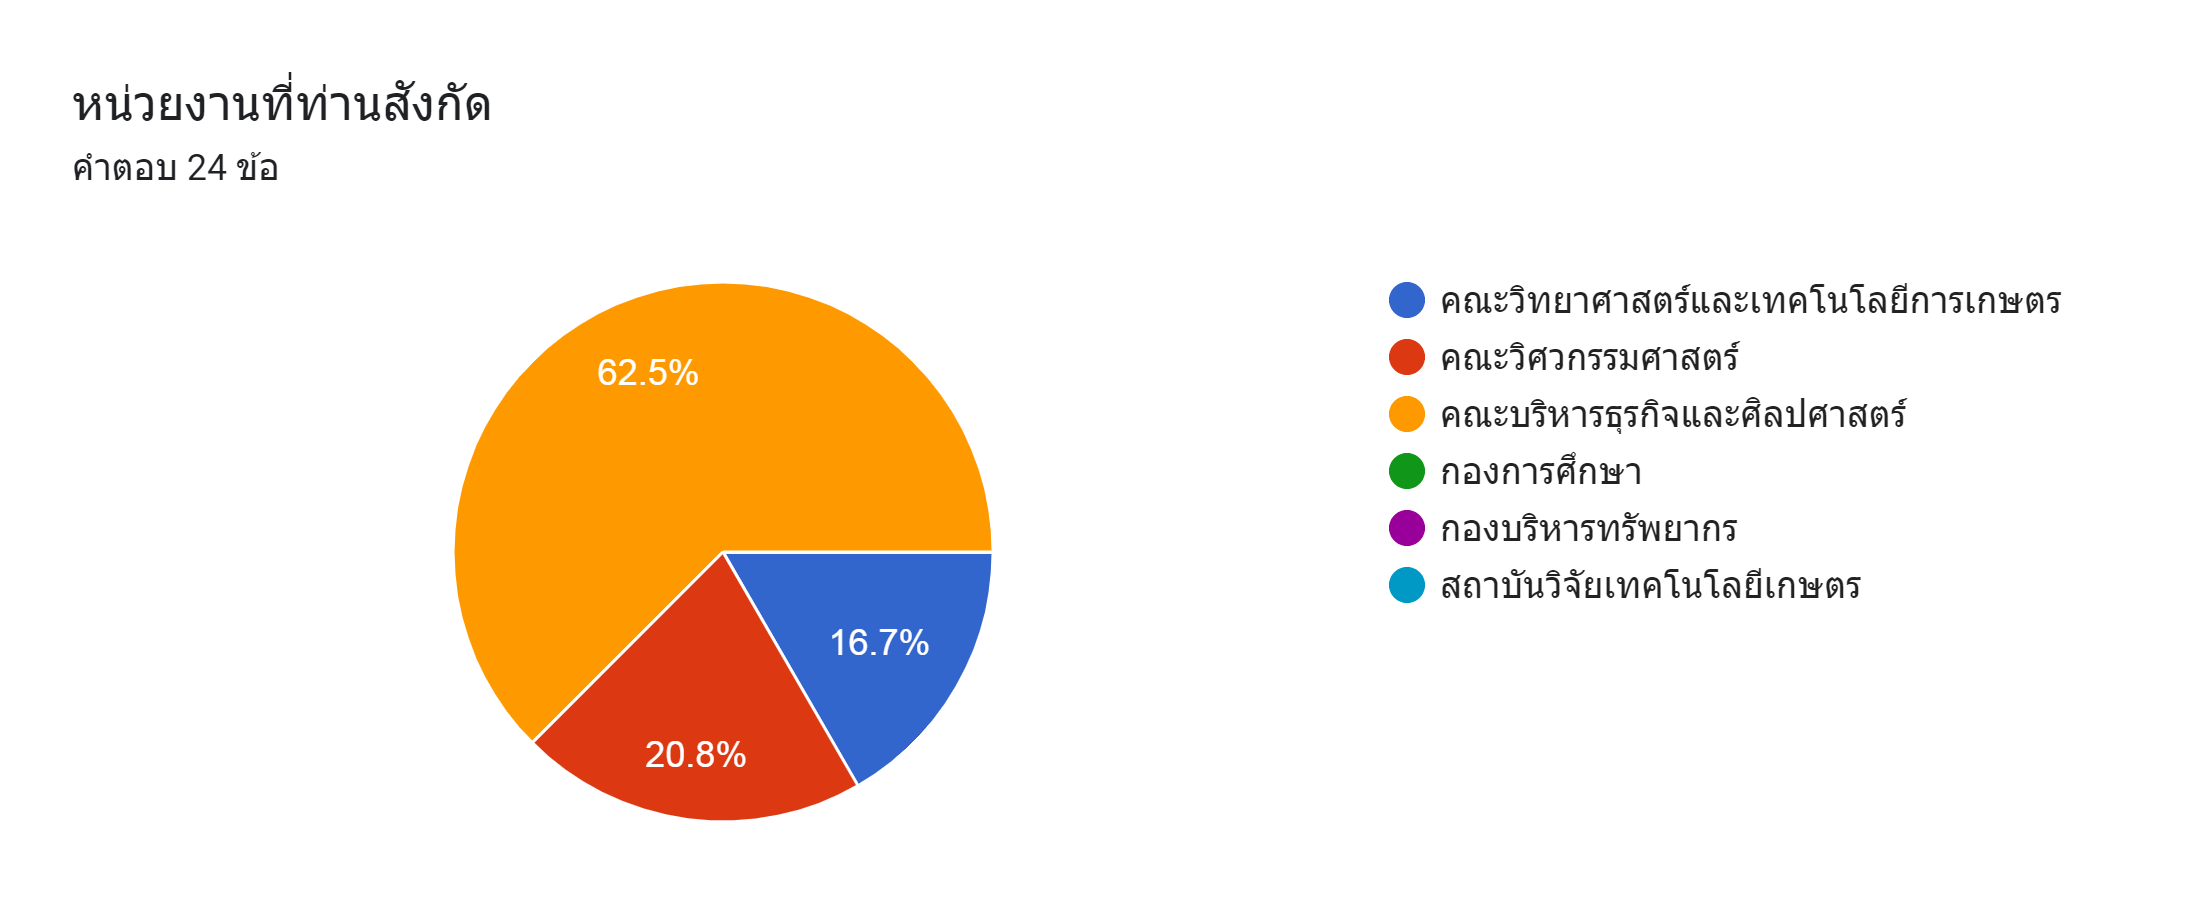 หน่วยงานที่ท่านสังกัด
คำตอบ 24 ข้อ
62.5%
16.7%
20.8%
คณะวิทยาศาสตร์และเทคโนโลยีการเกษตร
คณะวิศวกรรมศาสตร์
คณะบริหารธุรกิจและศิลปศาสตร์
กองการศึกษา
กองบริหารทรัพยากร
สถาบันวิจัยเทคโนโลยีเกษตร